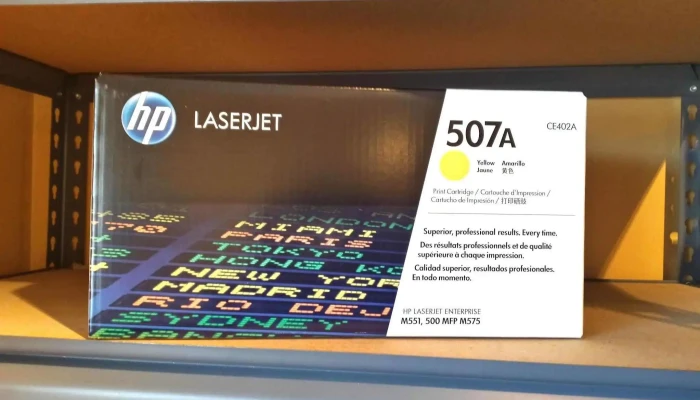 hp LASERJET
507A
CE402A
Yellow Amarillo
Jaune 黄色
Print Cartridge / Cartouche d'Impression /
Cartucho de Impresión / 打印硒鼓
Superior, professional results. Every time.
Des résultats professionnels et de qualité
supérieure à chaque impression.
Calidad superior, resultados profesionales.
En todo momento.
HP LASERJET ENTERPRISE
M551, 500 MFP M575
LONDON
MIAMI
PARIS
TOKYO
HONG KO
NEW YOR
MADRID
RIO DE
SYDNEY